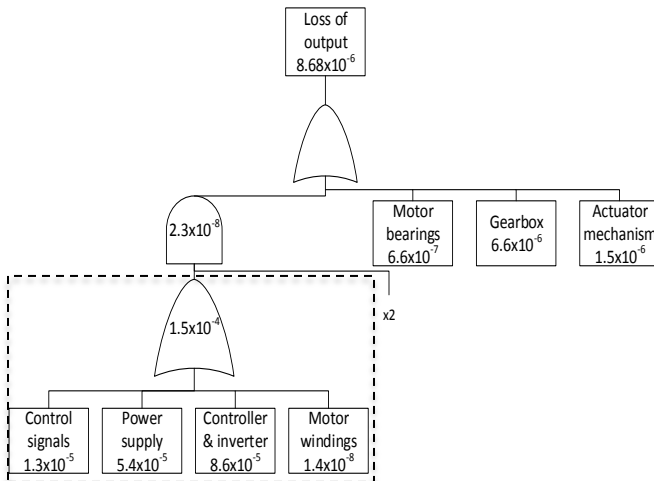 Loss of
output
8.68x10⁻⁶
2.3x10⁻⁸
Motor
bearings
6.6x10⁻⁷
Gearbox
6.6x10⁻⁶
Actuator
mechanism
1.5x10⁻⁶
x2
1.5x10⁻⁴
Control
signals
1.3x10⁻⁵
Power
supply
5.4x10⁻⁵
Controller
& inverter
8.6x10⁻⁵
Motor
windings
1.4x10⁻⁸